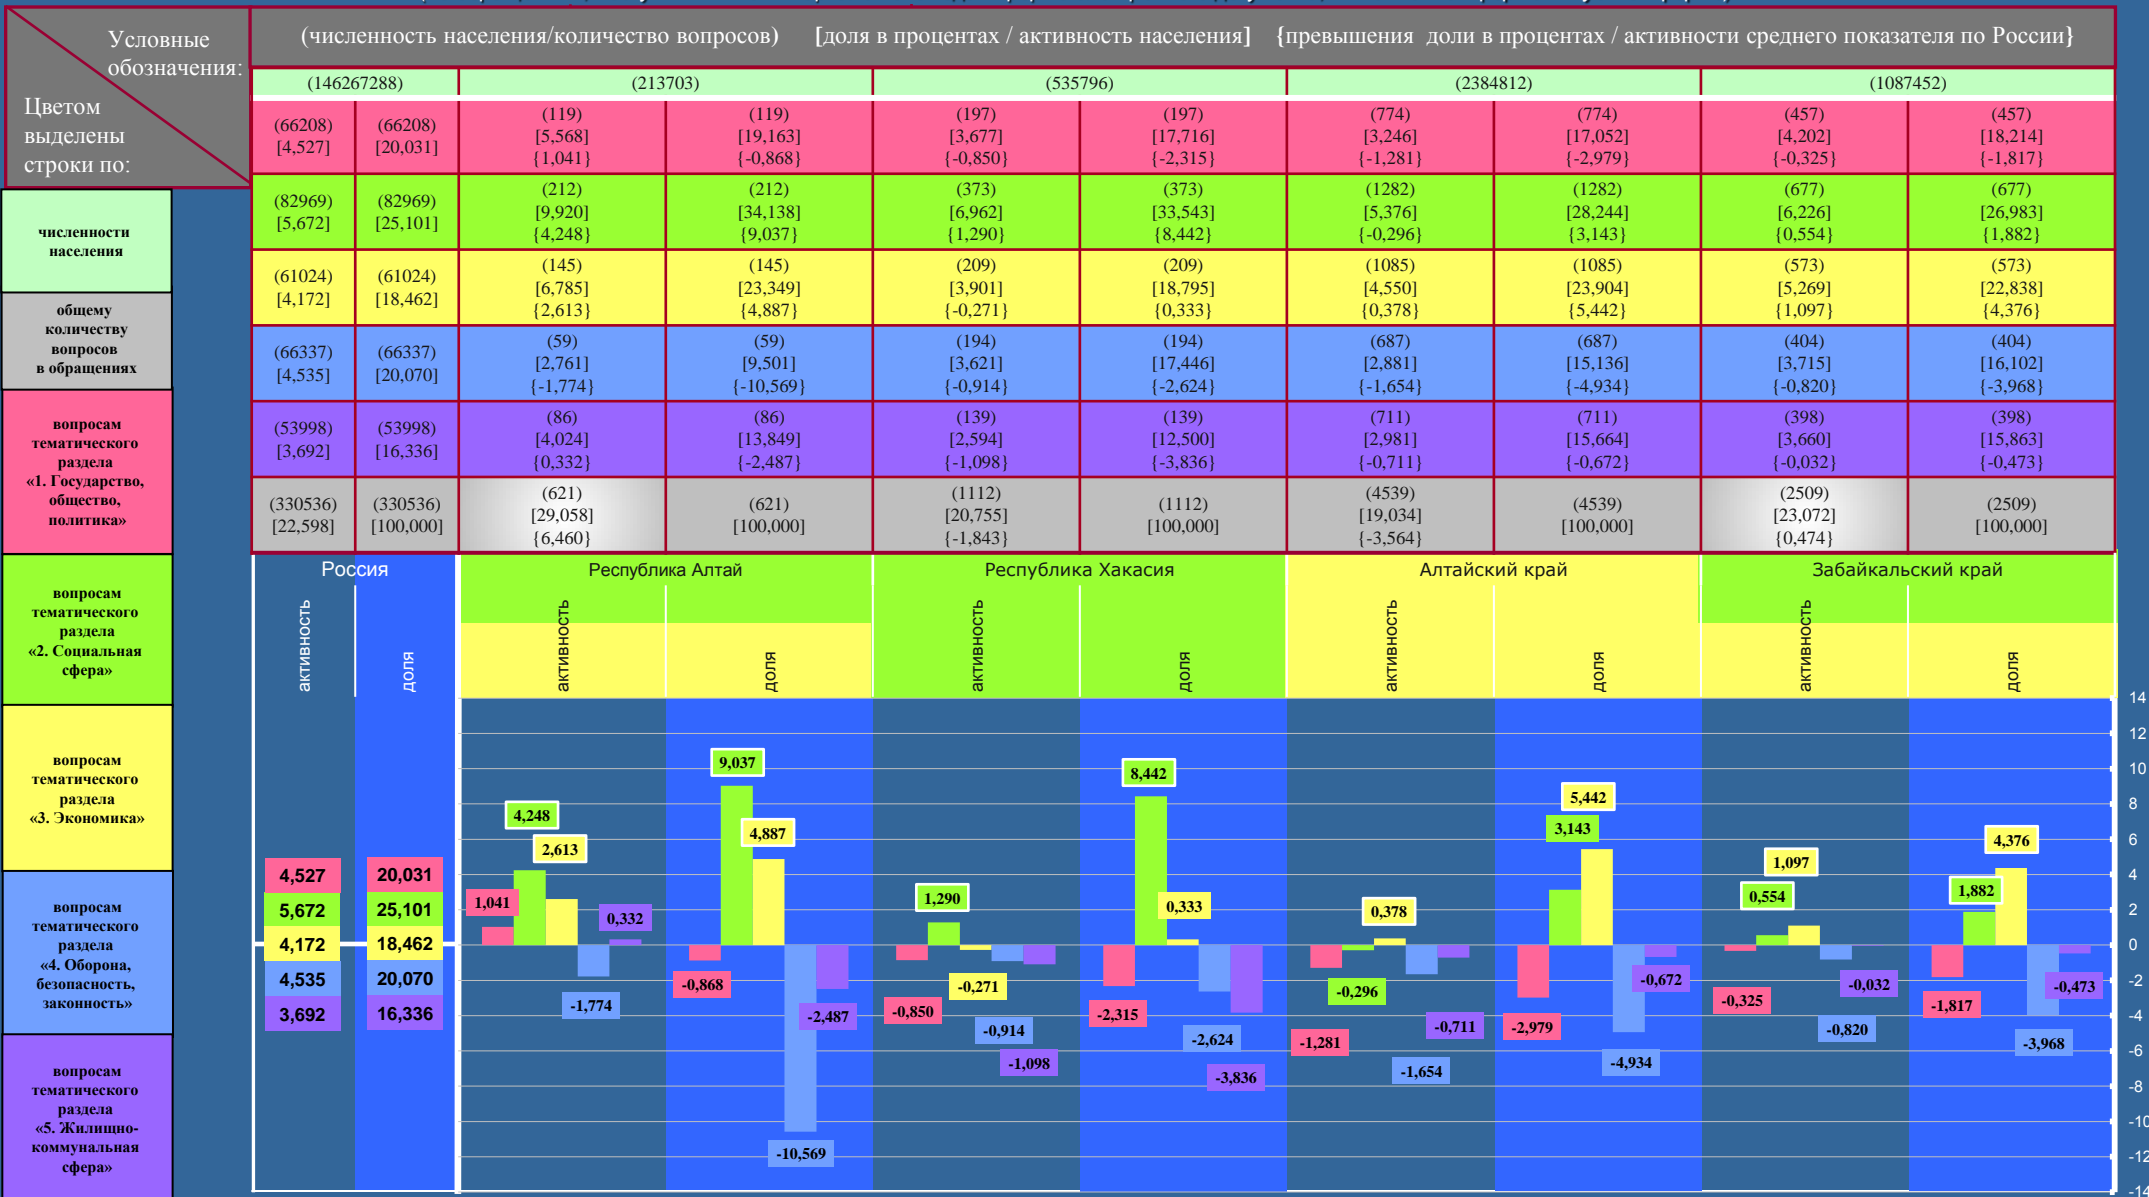 Условные
обозначения:
Цветом
выделены
строки по:
(численность населения/количество вопросов) [доля в процентах / активность населения] {превышения доли в процентах / активности среднего показателя по России}
(146267288) (213703) (535796) (2384812) (1087452)
(66208) (66208) (119) (119) (197) (197) (774) (774) (457) (457)
[4,527] [20,031] [5,568] [19,163] [3,677] [17,716] [3,246] [17,052] [4,202] [18,214]
{1,041} {-0,868} {-0,850} {-2,315} {-1,281} {-2,979} {-0,325} {-1,817}
(82969) (82969) (212) (212) (373) (373) (1282) (1282) (677) (677)
[5,672] [25,101] [9,920] [34,138] [6,962] [33,543] [5,376] [28,244] [6,226] [26,983]
{4,248} {9,037} {1,290} {8,442} {-0,296} {3,143} {0,554} {1,882}
(61024) (61024) (145) (145) (209) (209) (1085) (1085) (573) (573)
[4,172] [18,462] [6,785] [23,349] [3,901] [18,795] [4,550] [23,904] [5,269] [22,838]
{2,613} {4,887} {-0,271} {0,333} {0,378} {5,442} {1,097} {4,376}
(66337) (66337) (59) (59) (194) (194) (687) (687) (404) (404)
[4,535] [20,070] [2,761] [9,501] [3,621] [17,446] [2,881] [15,136] [3,715] [16,102]
{-1,774} {-10,569} {-0,914} {-2,624} {-1,654} {-4,934} {-0,820} {-3,968}
(53998) (53998) (86) (86) (139) (139) (711) (711) (398) (398)
[3,692] [16,336] [4,024] [13,849] [2,594] [12,500] [2,981] [15,664] [3,660] [15,863]
{0,332} {-2,487} {-1,098} {-3,836} {-0,711} {-0,672} {-0,032} {-0,473}
(330536) (330536) (621) (621) (1112) (1112) (4539) (4539) (2509) (2509)
[22,598] [100,000] [29,058] [100,000] [20,755] [100,000] [19,034] [100,000] [23,072] [100,000]
{6,460} {-1,843} {-3,564} {0,474}
численности
населения
общему
количеству
вопросов
в обращениях
вопросам
тематического
раздела
«1. Государство,
общество,
политика»
вопросам
тематического
раздела
«2. Социальная
сфера»
вопросам
тематического
раздела
«3. Экономика»
вопросам
тематического
раздела
«4. Оборона,
безопасность,
законность»
вопросам
тематического
раздела
«5. Жилищно-
коммунальная
сфера»
Россия Республика Алтай Республика Хакасия Алтайский край Забайкальский край
активность доля активность доля активность доля активность доля активность доля
4,527 20,031
5,672 25,101
4,172 18,462
4,535 20,070
3,692 16,336
1,041 4,248 2,613 -1,774 0,332
-0,868 9,037 4,887 -10,569 -2,487
-0,850 1,290 -0,271 -0,914 -1,098
-2,315 8,442 0,333 -2,624 -3,836
-1,281 -0,296 0,378 -1,654 -0,711
-2,979 3,143 5,442 -4,934 -0,672
-0,325 0,554 1,097 -0,820 -0,032
-1,817 1,882 4,376 -3,968 -0,473
14
12
10
8
6
4
2
0
-2
-4
-6
-8
-10
-12
-14